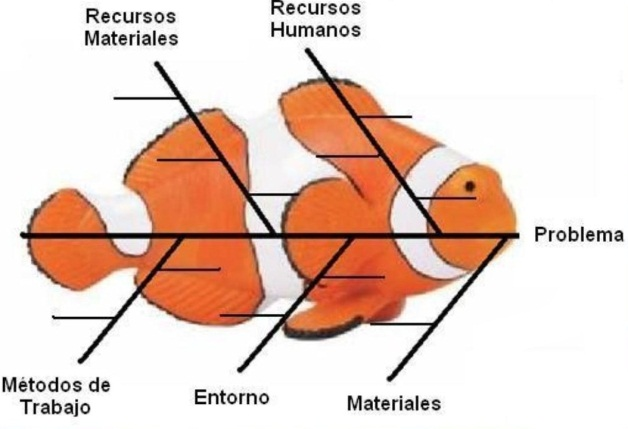 Recursos
Materiales
Recursos
Humanos
Problema
Métodos de
Trabajo
Entorno
Materiales